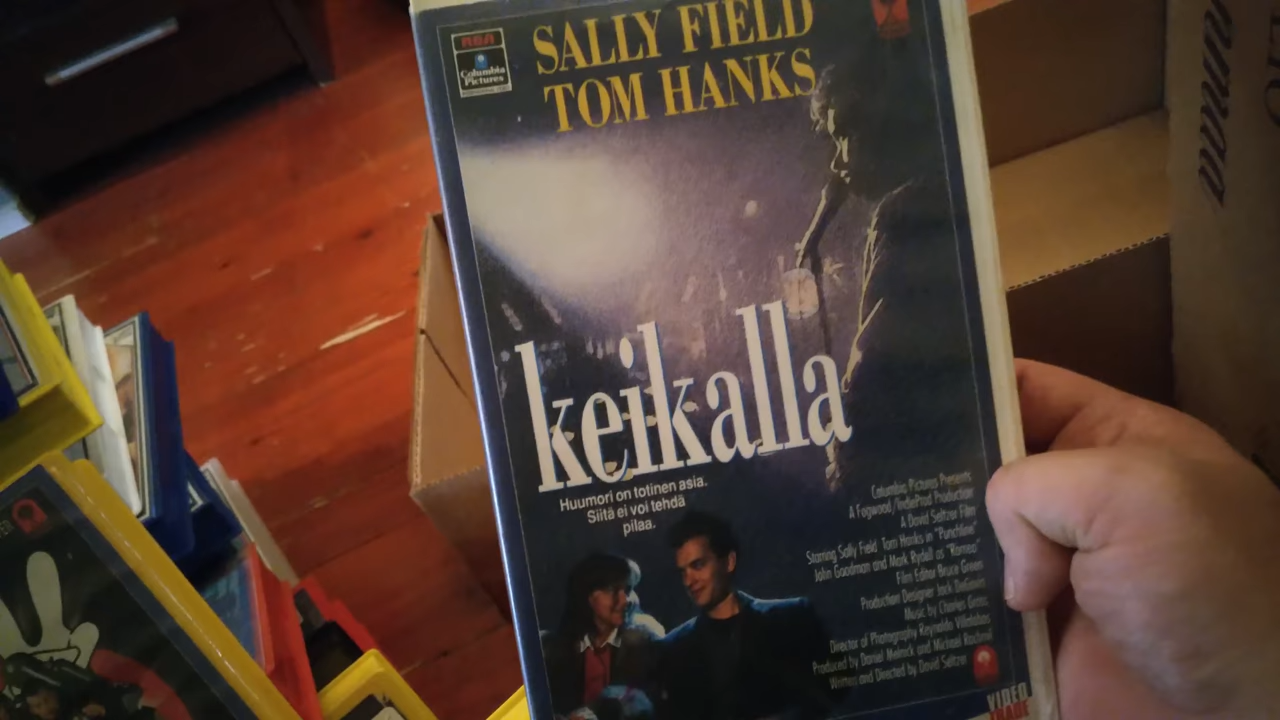 RCA
Columbia
Pictures
SALLY FIELD
TOM HANKS
keikalla
Huumori on totinen asia.
Siitä ei voi tehdä
pilaa.
Columbia Pictures Presents
A Fogwood/IndieProd Production
A David Seltzer Film
Starring Sally Field Tom Hanks in "Punchline"
John Goodman and Mark Rydell as "Romeo"
Film Editor Bruce Green
Production Designer Jack DeGovia
Music by Charles Gross
Director of Photography Reynaldo Villalobos
Produced by Daniel Melnick and Michael Rachmil
Written and Directed by David Seltzer
VIDEO
TRADE